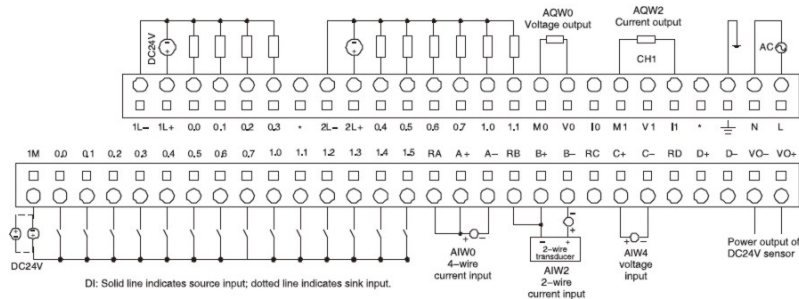 AQW0
Voltage output
AQW2
Current output
DC24V
CH1
AC
1L− 1L+ 0.0 0.1 0.2 0.3 * 2L− 2L+ 0.4 0.5 0.6 0.7 1.0 1.1 M0 V0 I0 M1 V1 I1 * N L
1M 0.0 0.1 0.2 0.3 0.4 0.5 0.6 0.7 1.0 1.1 1.2 1.3 1.4 1.5 RA A+ A− RB B+ B− RC C+ C− RD D+ D− VO− VO+
DC24V
DI: Solid line indicates source input; dotted line indicates sink input.
AIW0
4−wire
current input
2−wire
transducer
AIW2
2−wire
current input
AIW4
voltage
input
Power output of
DC24V sensor